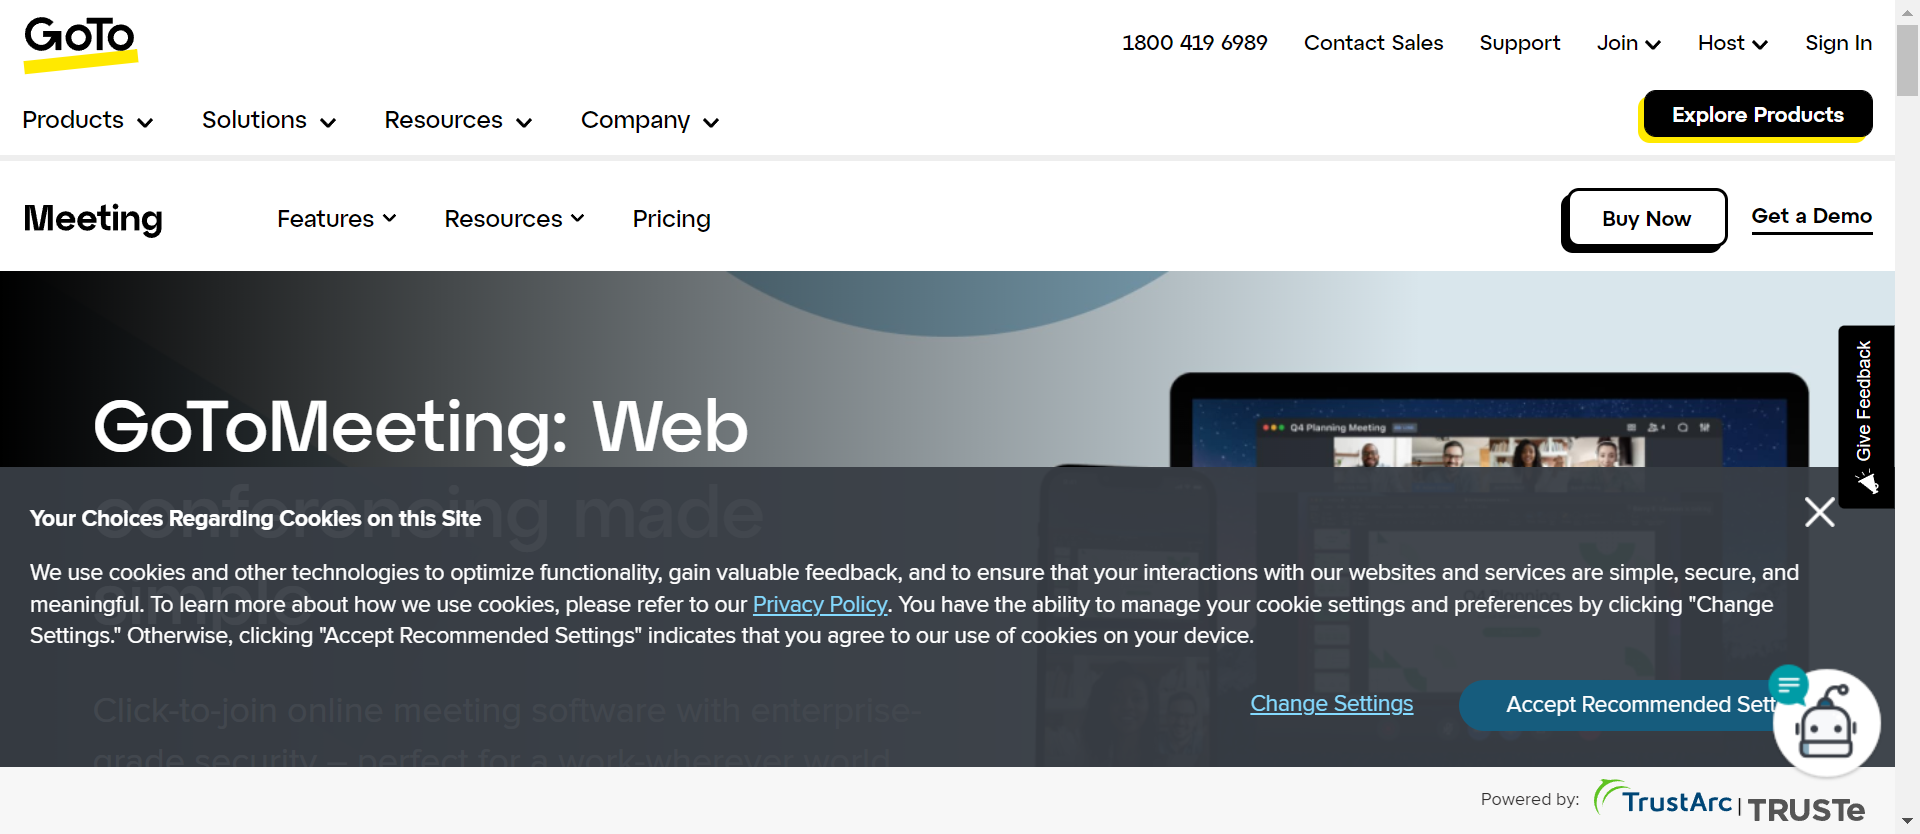 GoTo
1800 419 6989 Contact Sales Support Join Host Sign In
Products Solutions Resources Company
Explore Products
Meeting Features Resources Pricing
Buy Now Get a Demo
Give Feedback
Q4 Planning Meeting
GoToMeeting: Web
conferencing made
simple
Your Choices Regarding Cookies on this Site
We use cookies and other technologies to optimize functionality, gain valuable feedback, and to ensure that your interactions with our websites and services are simple, secure, and
meaningful. To learn more about how we use cookies, please refer to our Privacy Policy. You have the ability to manage your cookie settings and preferences by clicking "Change
Settings." Otherwise, clicking "Accept Recommended Settings" indicates that you agree to our use of cookies on your device.
Click-to-join online meeting software with enterprise-
grade security – perfect for a work-wherever world
Change Settings
Accept Recommended Sett
Powered by: TrustArc | TRUSTe